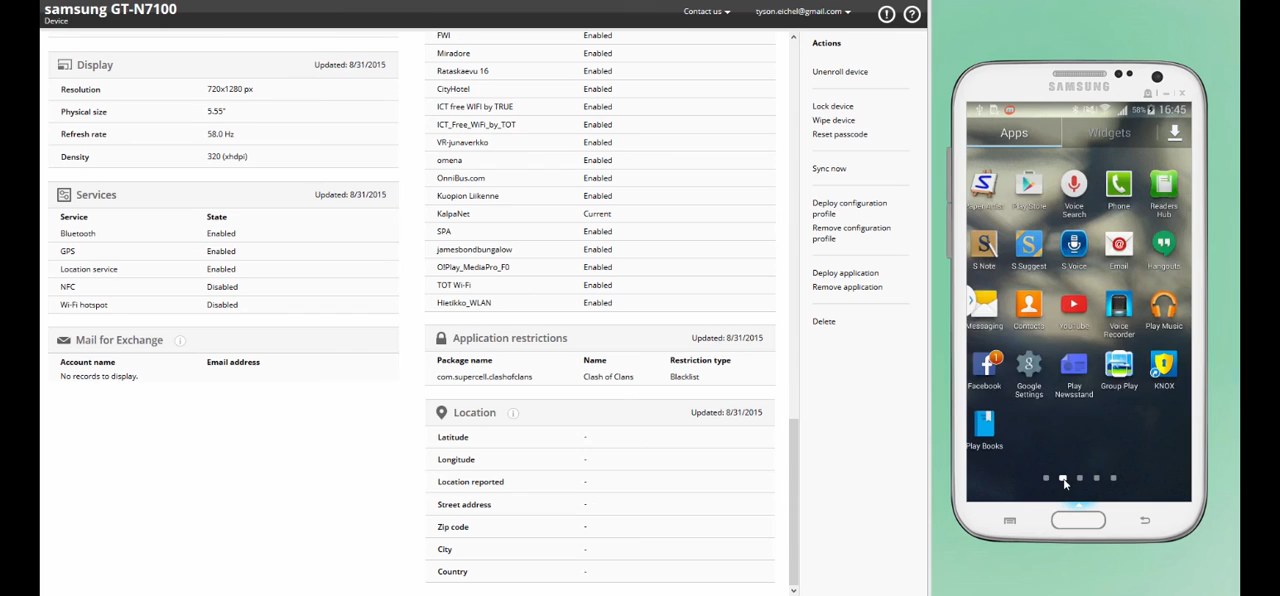 samsung GT-N7100
Device
Contact us
tyson.eichel@gmail.com
Display
Updated: 8/31/2015
Resolution 720x1280 px
Physical size 5.55"
Refresh rate 58.0 Hz
Density 320 (xhdpi)
Services
Updated: 8/31/2015
Service State
Bluetooth Enabled
GPS Enabled
Location service Enabled
NFC Disabled
Wi-Fi hotspot Disabled
Mail for Exchange
Account name Email address
No records to display.
FWI Enabled
Miradore Enabled
Rataskaevu 16 Enabled
CityHotel Enabled
ICT free WIFI by TRUE Enabled
ICT_Free_WiFi_by_TOT Enabled
VR-junaverkko Enabled
omena Enabled
OnniBus.com Enabled
Kuopion Liikenne Enabled
KalpaNet Current
SPA Enabled
jamesbondbungalow Enabled
O!Play_MediaPro_F0 Enabled
TOT Wi-Fi Enabled
Hietikko_WLAN Enabled
Application restrictions
Updated: 8/31/2015
Package name Name Restriction type
com.supercell.clashofclans Clash of Clans Blacklist
Location
Updated: 8/31/2015
Latitude -
Longitude -
Location reported -
Street address -
Zip code -
City -
Country -
Actions
Unenroll device
Lock device
Wipe device
Reset passcode
Sync now
Deploy configuration
profile
Remove configuration
profile
Deploy application
Remove application
Delete
SAMSUNG
58% 16:45
Apps Widgets
Play Store
Voice
Search
Phone
Readers
Hub
S Note
S Suggest
S Voice
Email
Hangouts
Messaging
Contacts
YouTube
Voice
Recorder
Play Music
Facebook
Google
Settings
Play
Newsstand
Group Play
KNOX
Play Books